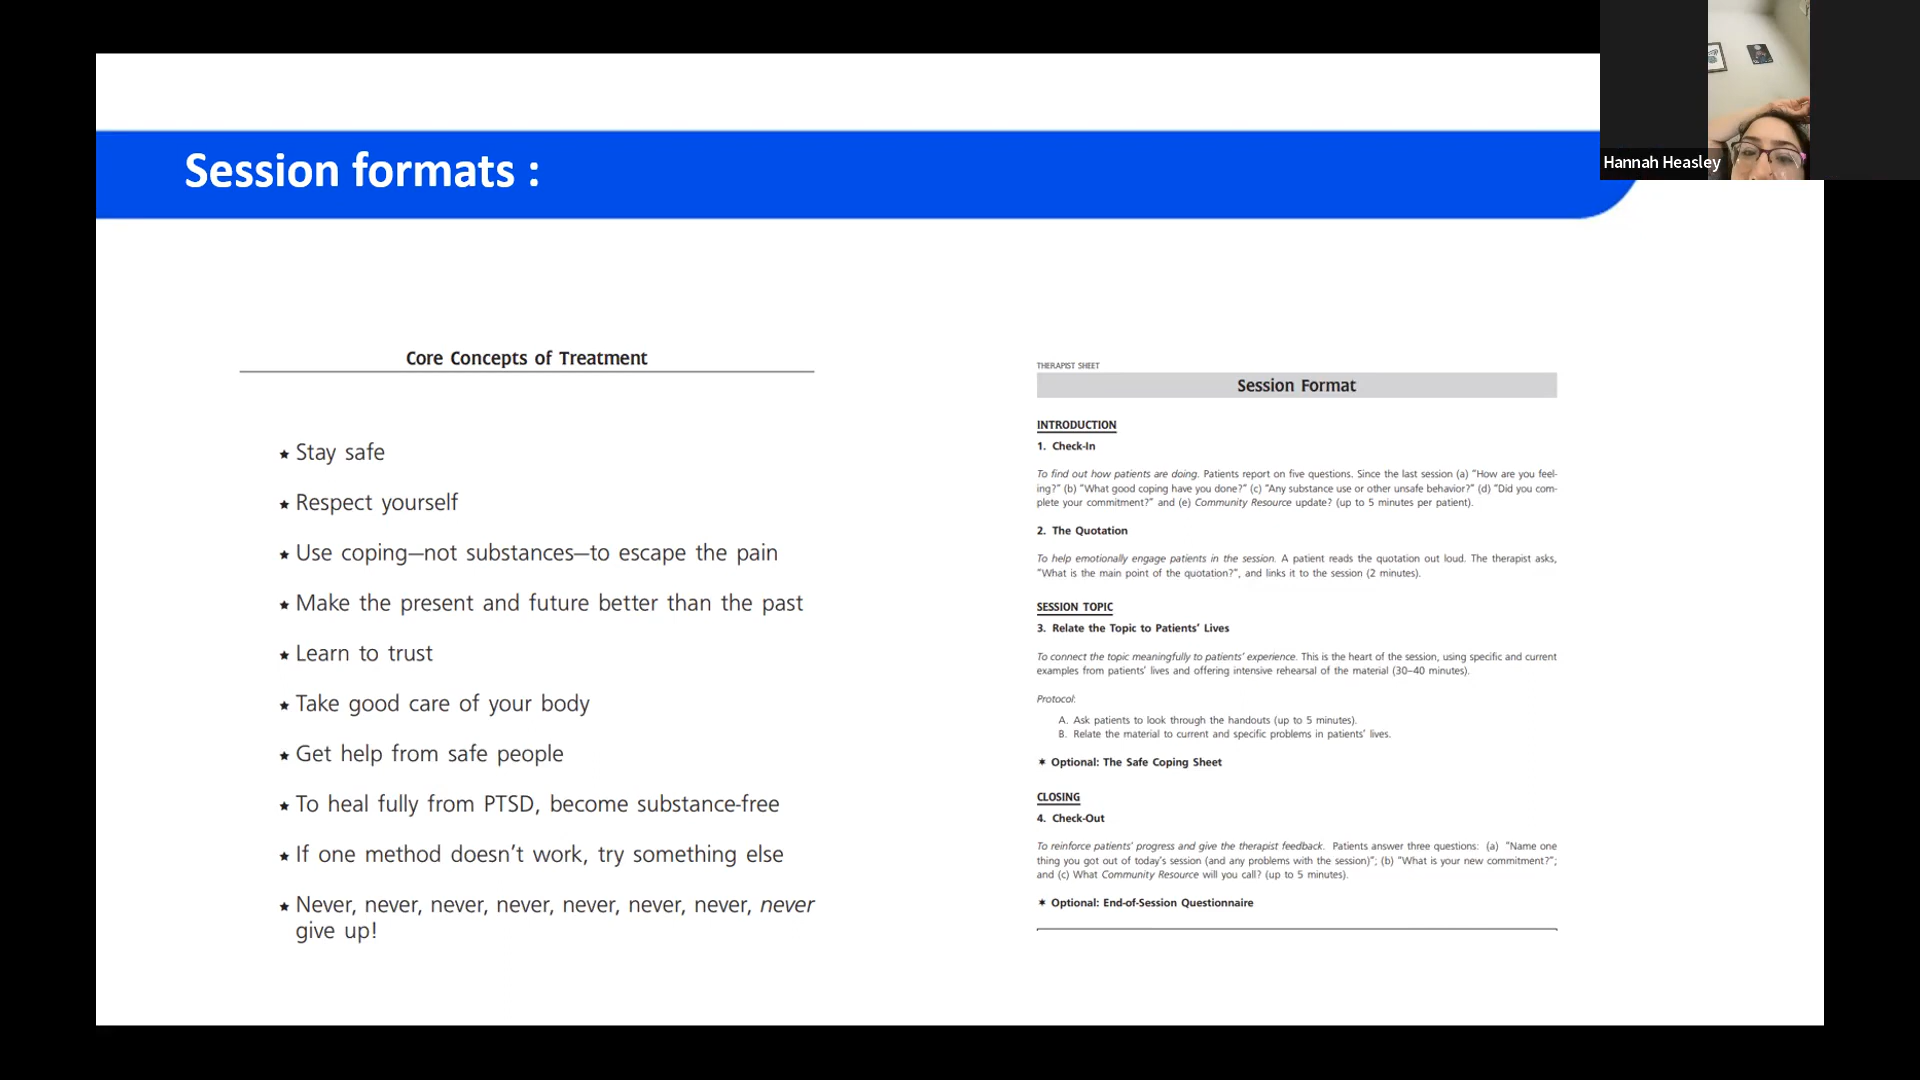 Hannah Heasley
Session formats :
Core Concepts of Treatment
★ Stay safe
★ Respect yourself
★ Use coping—not substances—to escape the pain
★ Make the present and future better than the past
★ Learn to trust
★ Take good care of your body
★ Get help from safe people
★ To heal fully from PTSD, become substance-free
★ If one method doesn't work, try something else
★ Never, never, never, never, never, never, never, never
give up!
THERAPIST SHEET
Session Format
INTRODUCTION
1. Check-In
To find out how patients are doing. Patients report on five questions. Since the last session (a) "How are you feel-
ing?" (b) "What good coping have you done?" (c) "Any substance use or other unsafe behavior?" (d) "Did you com-
plete your commitment?" and (e) Community Resource update? (up to 5 minutes per patient).
2. The Quotation
To help emotionally engage patients in the session. A patient reads the quotation out loud. The therapist asks,
"What is the main point of the quotation?", and links it to the session (2 minutes).
SESSION TOPIC
3. Relate the Topic to Patients' Lives
To connect the topic meaningfully to patients' experience. This is the heart of the session, using specific and current
examples from patients' lives and offering intensive rehearsal of the material (30–40 minutes).
Protocol:
A. Ask patients to look through the handouts (up to 5 minutes).
B. Relate the material to current and specific problems in patients' lives.
✶ Optional: The Safe Coping Sheet
CLOSING
4. Check-Out
To reinforce patients' progress and give the therapist feedback. Patients answer three questions: (a) "Name one
thing you got out of today's session (and any problems with the session)"; (b) "What is your new commitment?";
and (c) What Community Resource will you call? (up to 5 minutes).
✶ Optional: End-of-Session Questionnaire